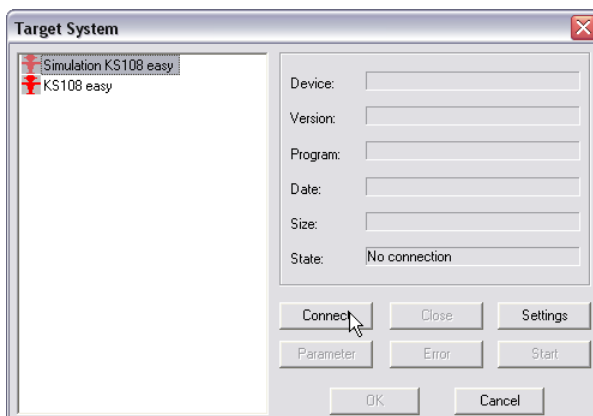 Target System
Simulation KS108 easy
KS108 easy
Device:
Version:
Program:
Date:
Size:
State: No connection
Connect Close Settings
Parameter Error Start
OK Cancel